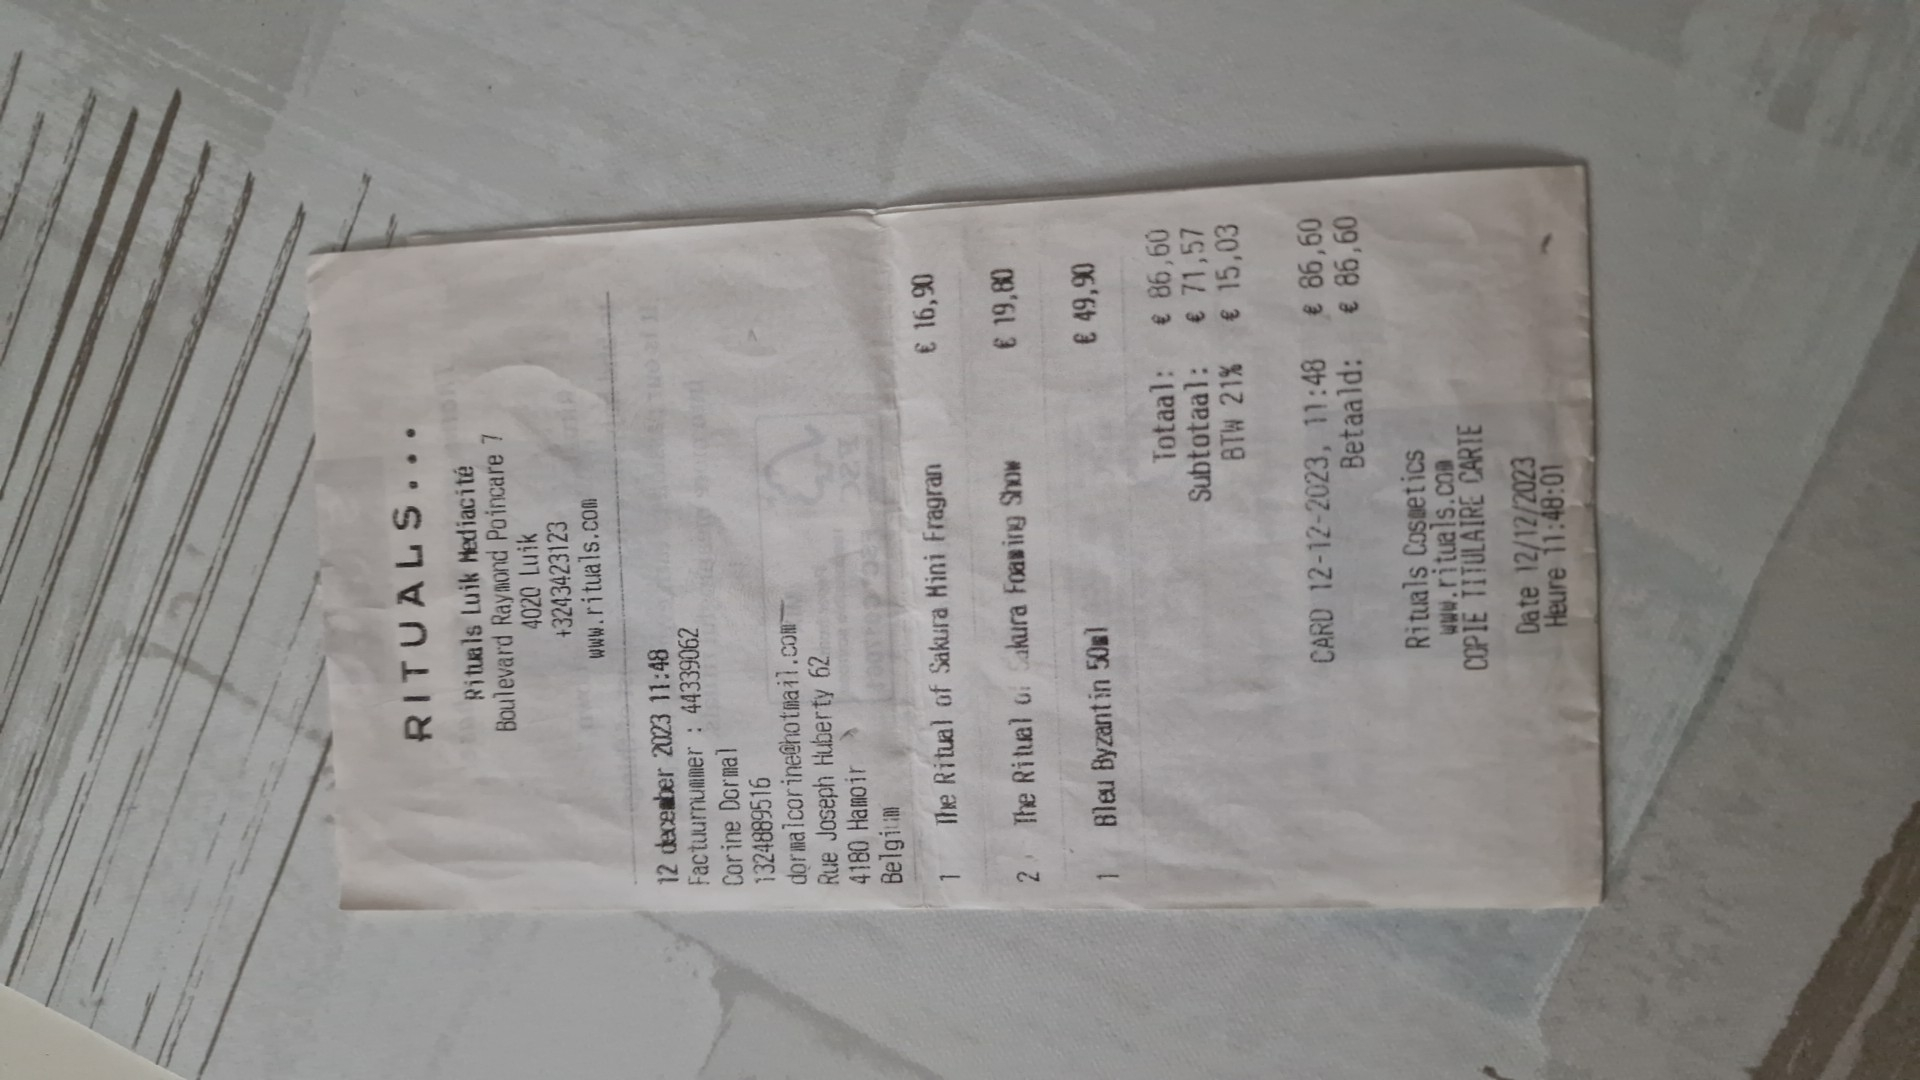 RITUALS...
Rituals Luik Mediacité
Boulevard Raymond Poincare 7
4020 Luik
+3243423123
www.rituals.com
12 december 2023 11:48
Factuurnummer : 44339062
Corine Dormal
1324889516
dormalcorine@hotmail.com
Rue Joseph Huberty 62
4180 Hamoir
Belgium
1 The Ritual of Sakura Mini Fragran € 16,90
2 The Ritual of Sakura Foaming Show € 19,80
1 Bleu Byzantin 50ml € 49,90
Totaal: € 86,60
Subtotaal: € 71,57
BTW 21% € 15,03
CARD 12-12-2023, 11:48 € 86,60
Betaald: € 86,60
Rituals Cosmetics
www.rituals.com
COPIE TITULAIRE CARTE
Date 12/12/2023
Heure 11:48:01